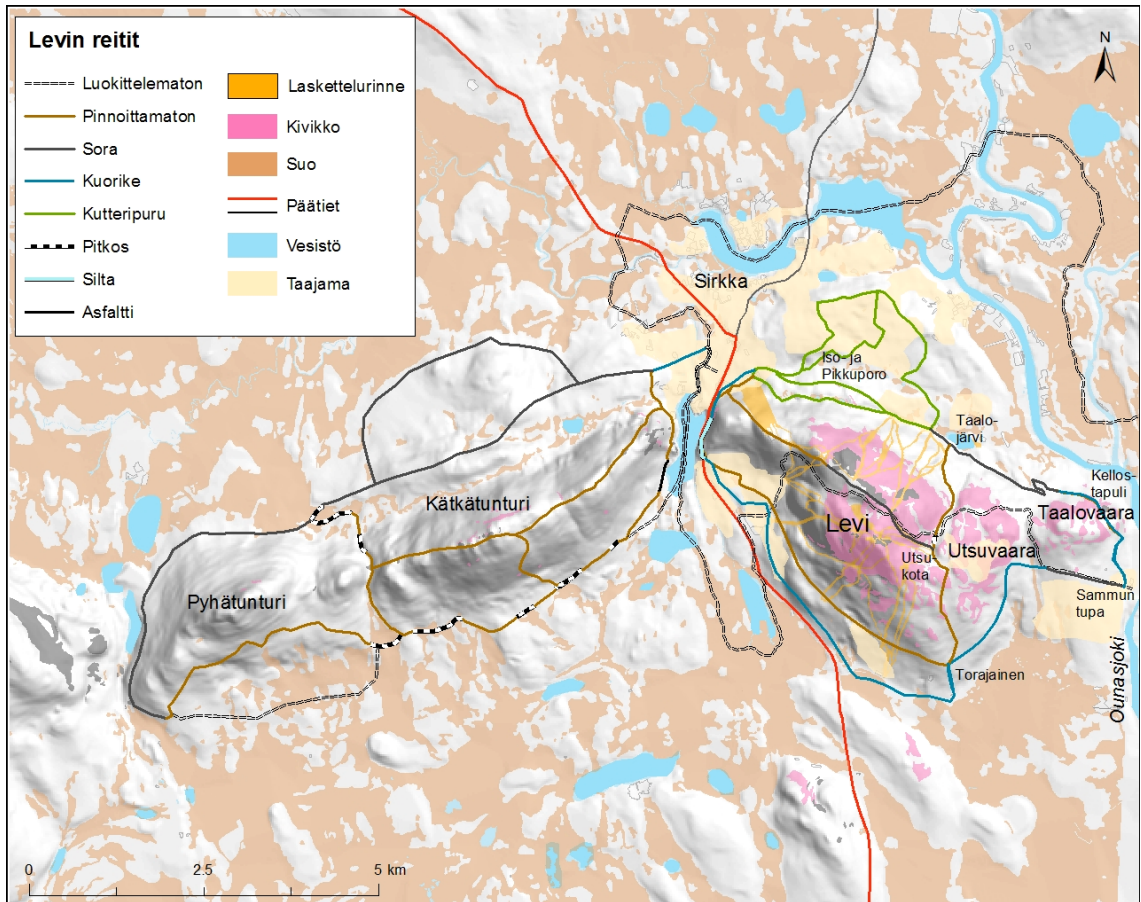 Levin reitit
Luokittelematon
Pinnoittamaton
Sora
Kuorike
Kutteripuru
Pitkos
Silta
Asfaltti
Laskettelurinne
Kivikko
Suo
Päätiet
Vesistö
Taajama
N
Sirkka
Iso- ja
Pikkuporo
Taalo-
järvi
Kellos-
tapuli
Taalovaara
Kätkätunturi
Levi
Utsuvaara
Utsu-
kota
Pyhätunturi
Sammun
tupa
Torajainen
Ounasjoki
0 2.5 5 km